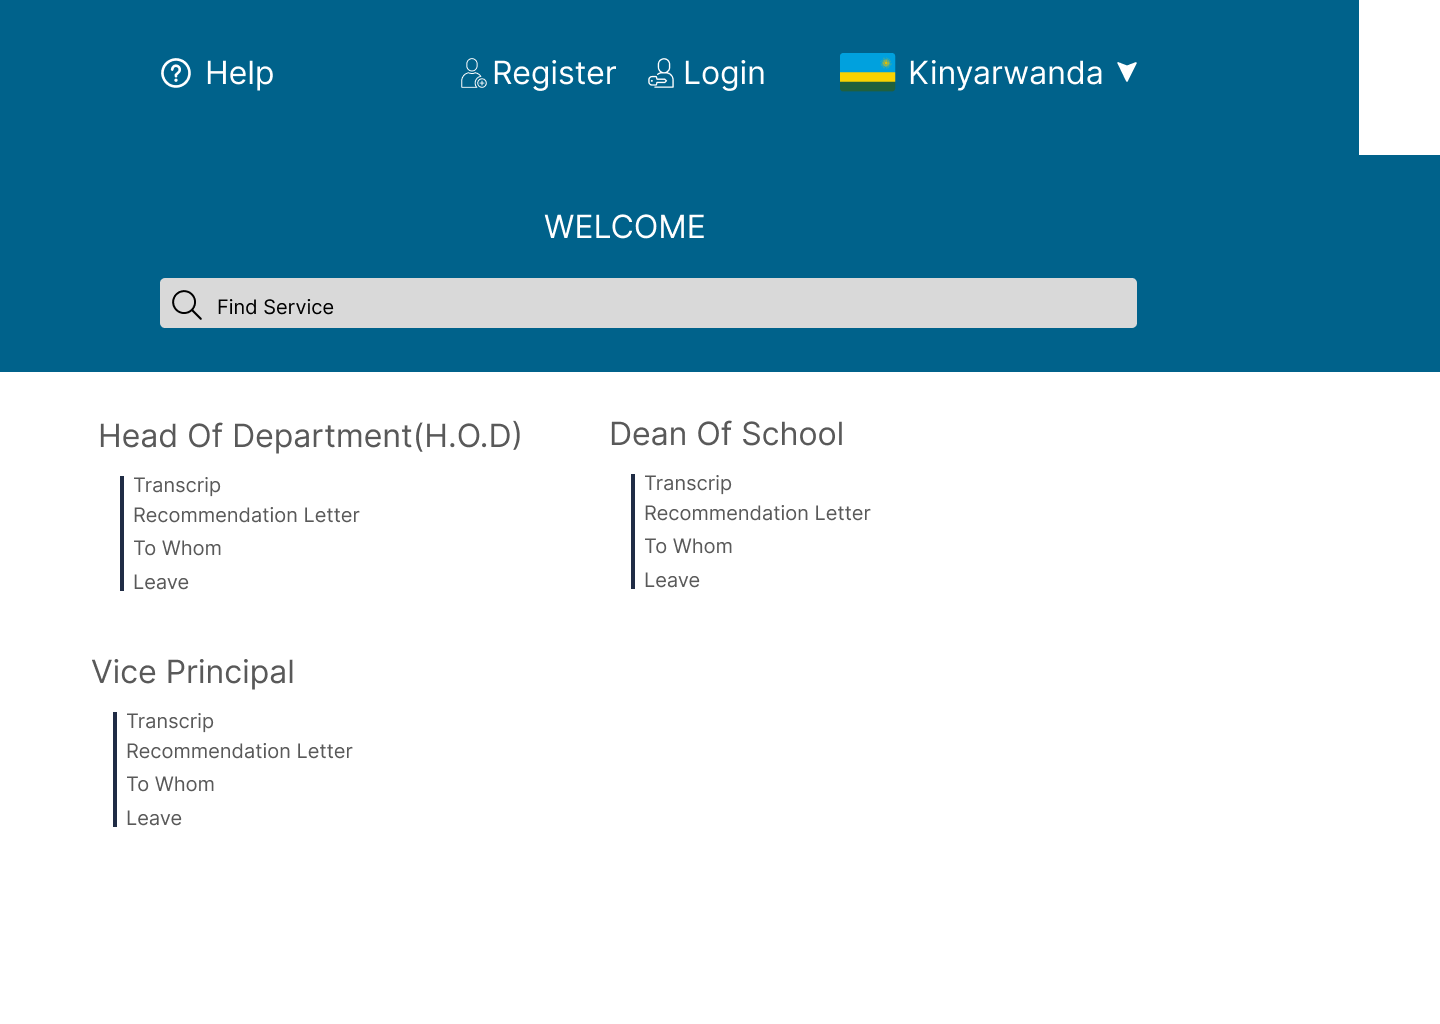 Help Register Login Kinyarwanda
WELCOME
Find Service
Head Of Department(H.O.D)
Transcrip
Recommendation Letter
To Whom
Leave
Dean Of School
Transcrip
Recommendation Letter
To Whom
Leave
Vice Principal
Transcrip
Recommendation Letter
To Whom
Leave